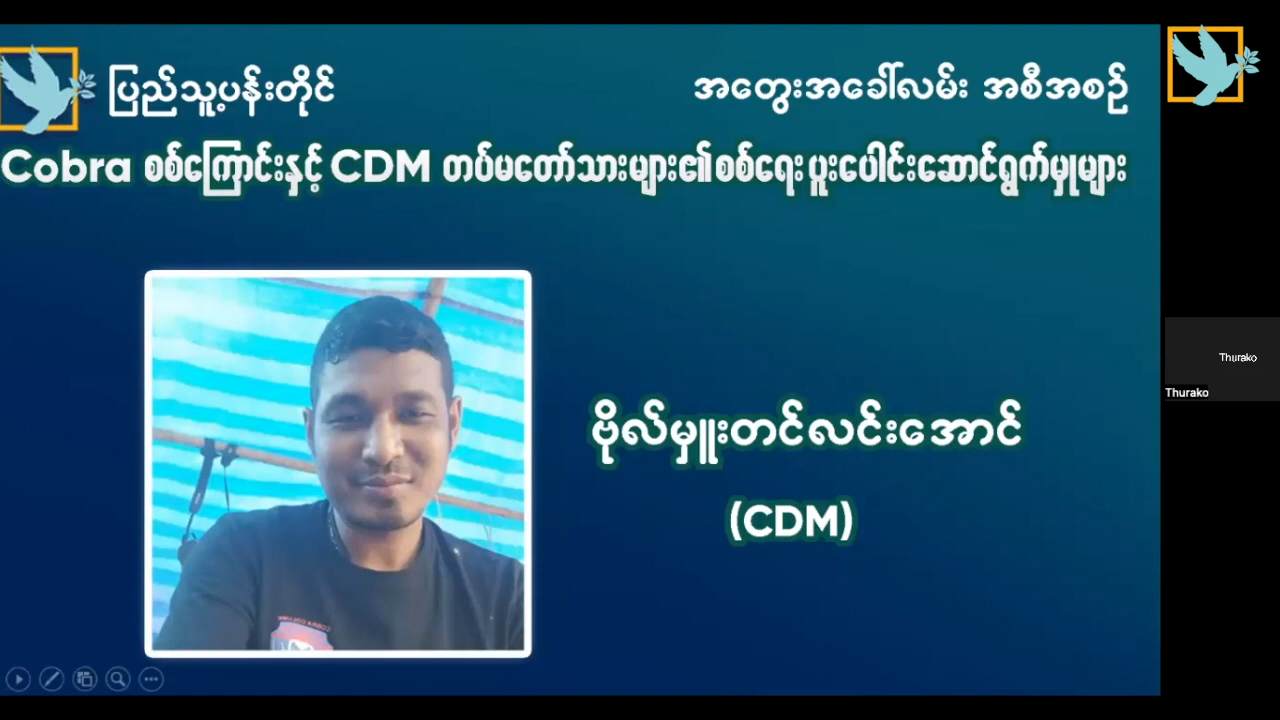 ပြည်သူ့ပန်းတိုင်
အတွေးအခေါ်လမ်း အစီအစဉ်
Cobra စစ်ကြောင်းနှင့် CDM တပ်မတော်သားများ၏စစ်ရေး ပူးပေါင်းဆောင်ရွက်မှုများ
ဗိုလ်မှူးတင်လင်းအောင်
(CDM)
Thurako
Thurako